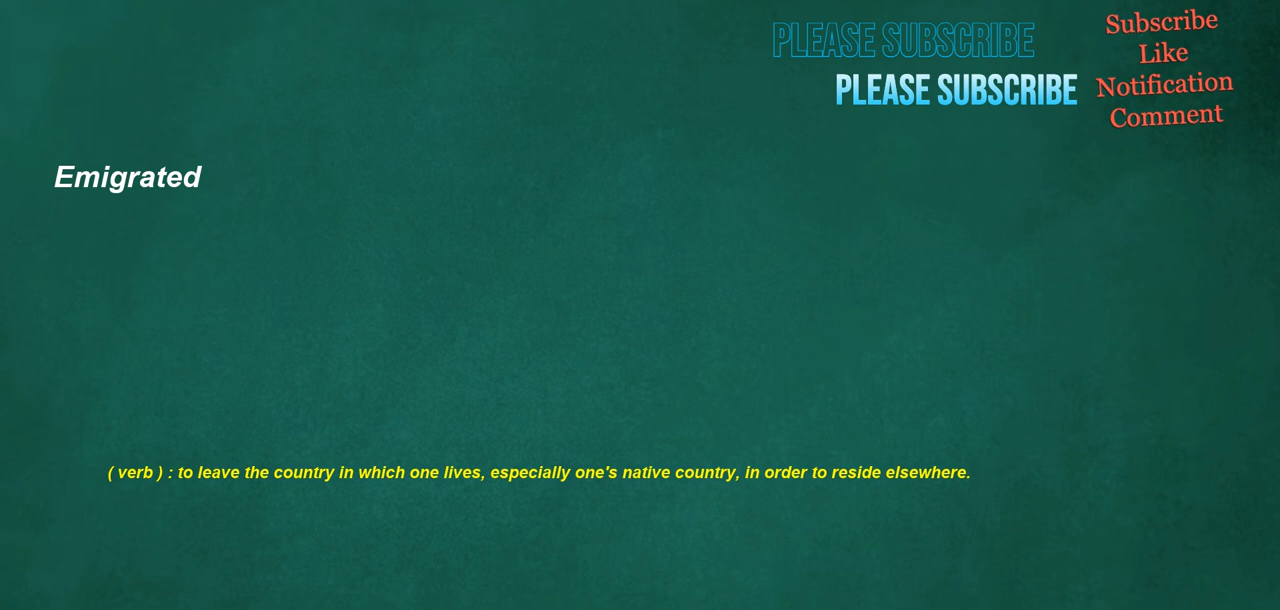 PLEASE SUBSCRIBE
PLEASE SUBSCRIBE
Subscribe
Like
Notification
Comment
Emigrated
( verb ) : to leave the country in which one lives, especially one's native country, in order to reside elsewhere.